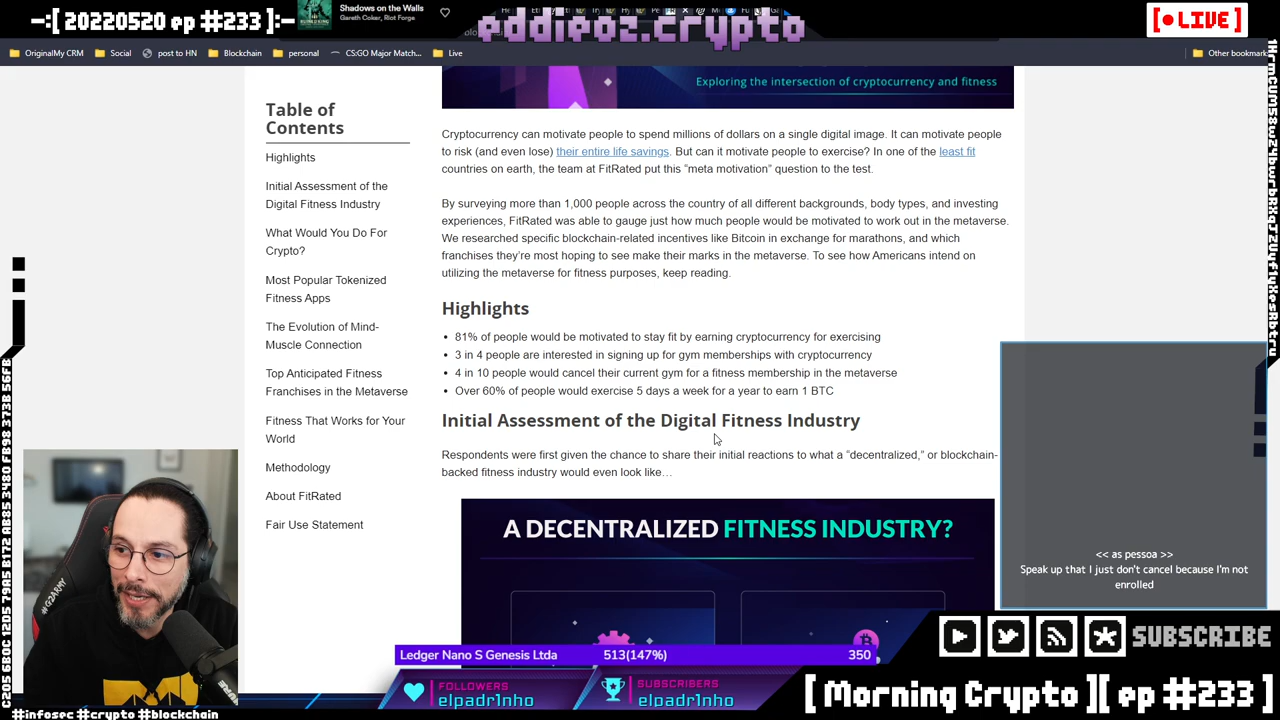 -:[ 20220520 ep #233 ]:-
Shadows on the Walls
Gareth Coker, Riot Forge
eddieoz.crypto
[● LIVE]
OriginalMy CRM
Social
post to HN
Blockchain
personal
CS:GO Major Match...
Live
Other bookmark
Exploring the intersection of cryptocurrency and fitness
Table of
Contents
Highlights
Initial Assessment of the
Digital Fitness Industry
What Would You Do For
Crypto?
Most Popular Tokenized
Fitness Apps
The Evolution of Mind-
Muscle Connection
Top Anticipated Fitness
Franchises in the Metaverse
Fitness That Works for Your
World
Methodology
About FitRated
Fair Use Statement
Cryptocurrency can motivate people to spend millions of dollars on a single digital image. It can motivate people
to risk (and even lose) their entire life savings. But can it motivate people to exercise? In one of the least fit
countries on earth, the team at FitRated put this “meta motivation” question to the test.
By surveying more than 1,000 people across the country of all different backgrounds, body types, and investing
experiences, FitRated was able to gauge just how much people would be motivated to work out in the metaverse.
We researched specific blockchain-related incentives like Bitcoin in exchange for marathons, and which
franchises they’re most hoping to see make their marks in the metaverse. To see how Americans intend on
utilizing the metaverse for fitness purposes, keep reading.
Highlights
• 81% of people would be motivated to stay fit by earning cryptocurrency for exercising
• 3 in 4 people are interested in signing up for gym memberships with cryptocurrency
• 4 in 10 people would cancel their current gym for a fitness membership in the metaverse
• Over 60% of people would exercise 5 days a week for a year to earn 1 BTC
Initial Assessment of the Digital Fitness Industry
Respondents were first given the chance to share their initial reactions to what a “decentralized,” or blockchain-
backed fitness industry would even look like…
A DECENTRALIZED FITNESS INDUSTRY?
<< as pessoa >>
Speak up that I just don't cancel because I'm not
enrolled
#G2ARMY
Ledger Nano S Genesis Ltda 513(147%) 350
FOLLOWERS
elpadr1nho
SUBSCRIBERS
elpadr1nho
SUBSCRIBE
[ Morning Crypto ][ ep #233 ]
#infosec #crypto #blockchain